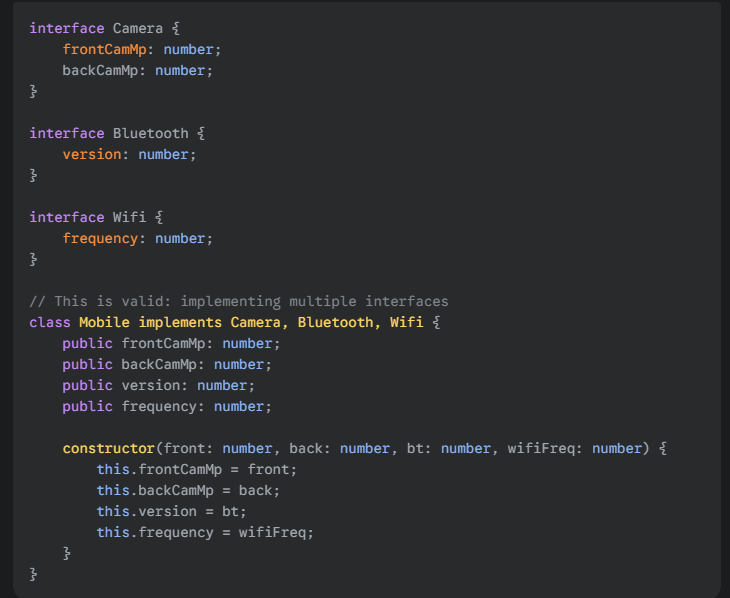 interface Camera {
    frontCamMp: number;
    backCamMp: number;
}

interface Bluetooth {
    version: number;
}

interface Wifi {
    frequency: number;
}

// This is valid: implementing multiple interfaces
class Mobile implements Camera, Bluetooth, Wifi {
    public frontCamMp: number;
    public backCamMp: number;
    public version: number;
    public frequency: number;

    constructor(front: number, back: number, bt: number, wifiFreq: number) {
        this.frontCamMp = front;
        this.backCamMp = back;
        this.version = bt;
        this.frequency = wifiFreq;
    }
}